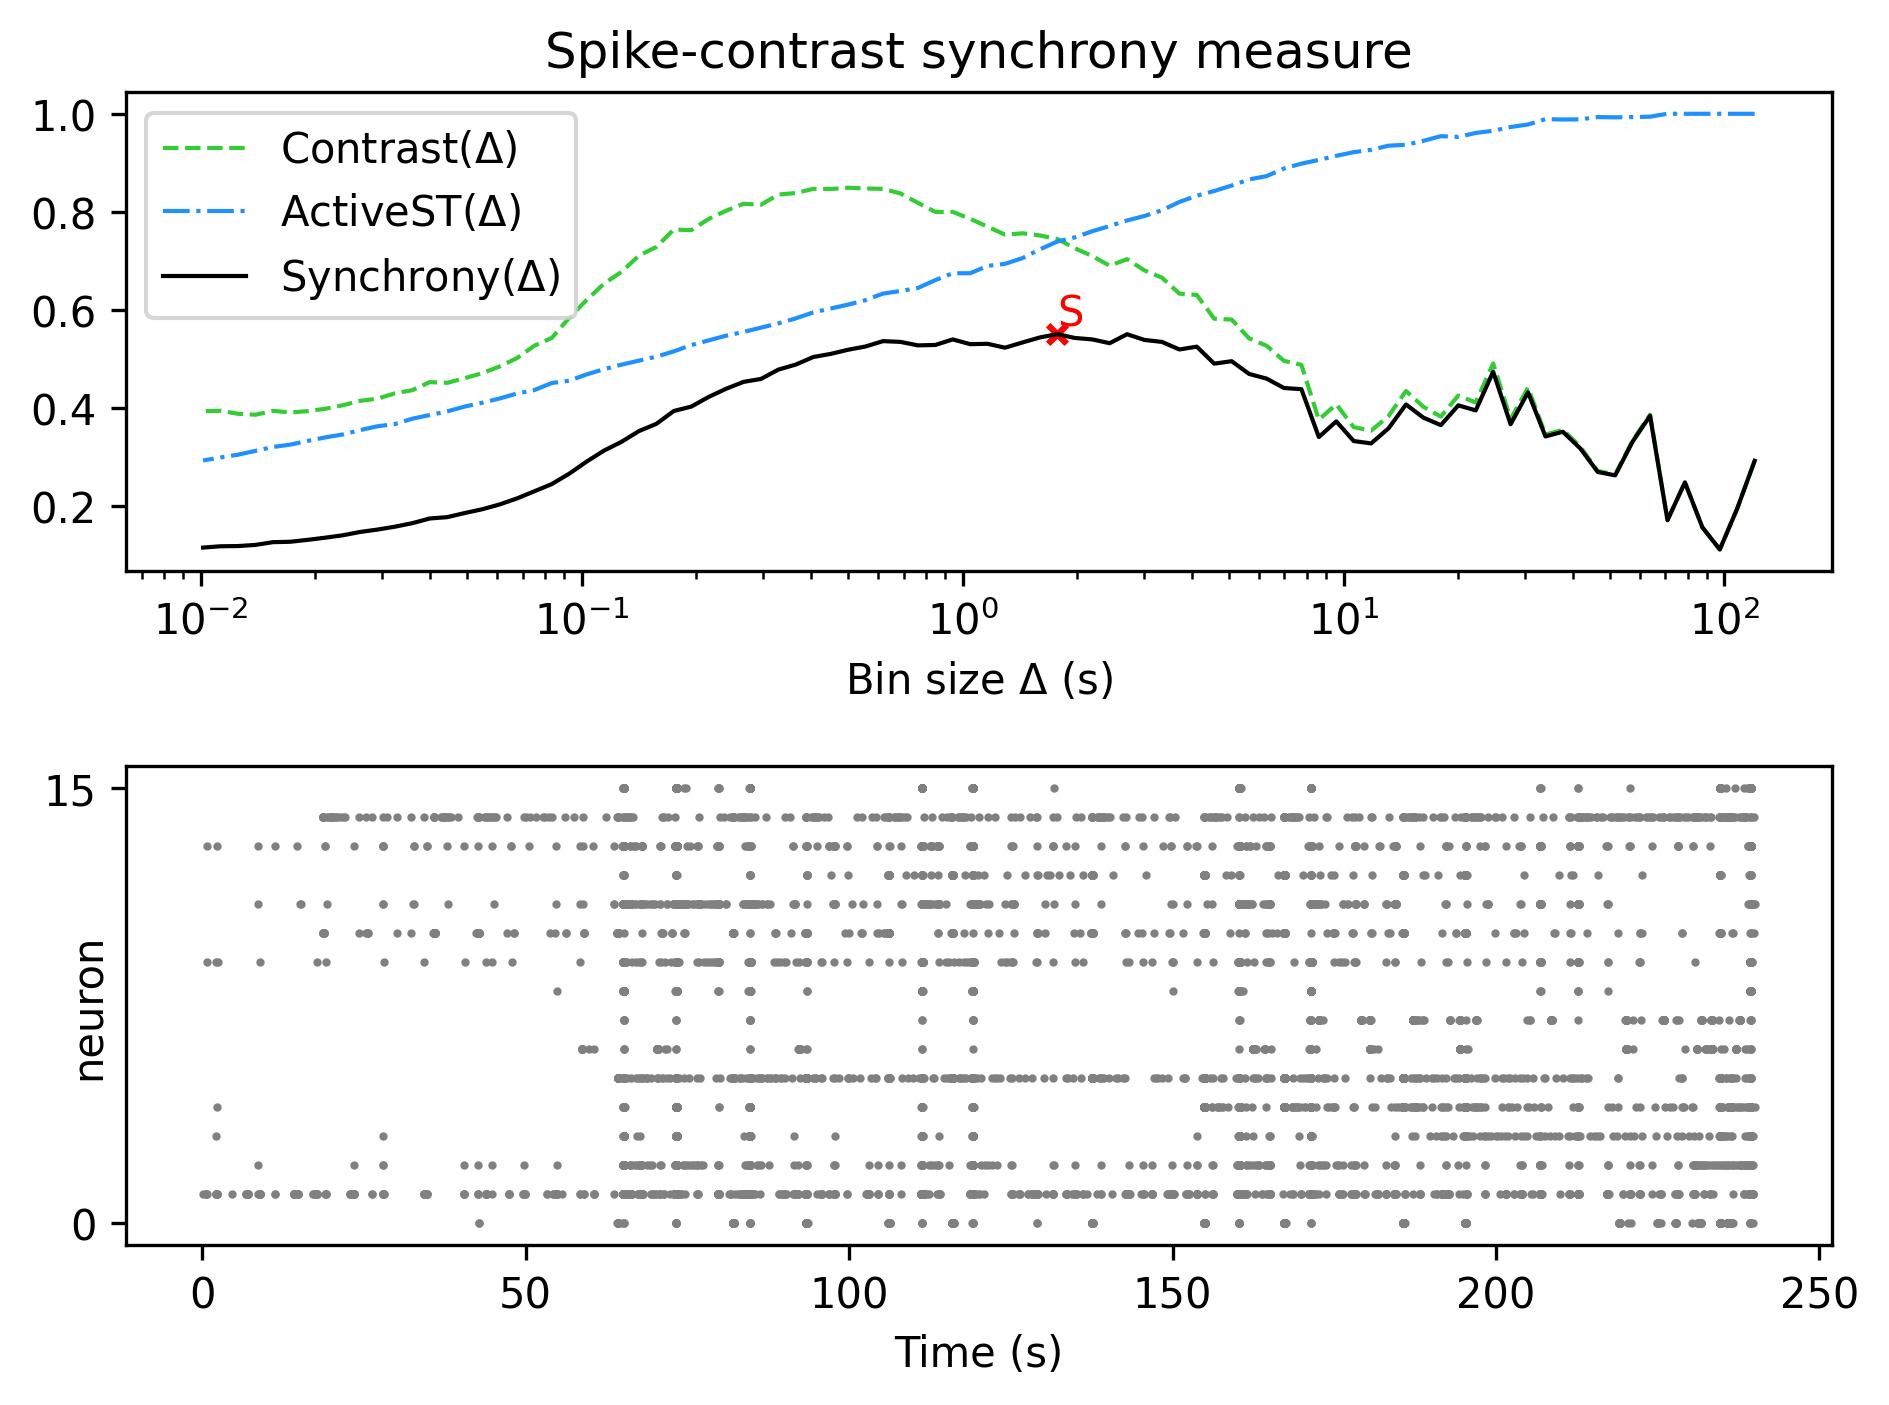 Spike-contrast synchrony measure
1.0
0.8
0.6
0.4
0.2
Contrast(Δ)
ActiveST(Δ)
Synchrony(Δ)
S
10⁻² 10⁻¹ 10⁰ 10¹ 10²
Bin size Δ (s)
15
neuron
0
0 50 100 150 200 250
Time (s)